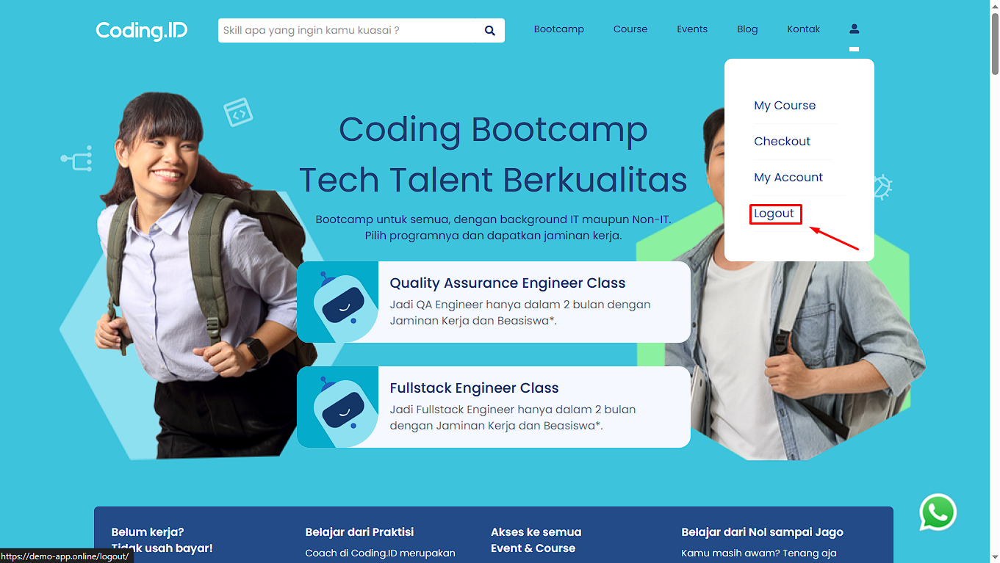 Coding.ID
Skill apa yang ingin kamu kuasai ?
Bootcamp
Course
Events
Blog
Kontak
My Course
Checkout
My Account
Logout
Coding Bootcamp
Tech Talent Berkualitas
Bootcamp untuk semua, dengan background IT maupun Non-IT.
Pilih programnya dan dapatkan jaminan kerja.
Quality Assurance Engineer Class
Jadi QA Engineer hanya dalam 2 bulan dengan
Jaminan Kerja dan Beasiswa*.
Fullstack Engineer Class
Jadi Fullstack Engineer hanya dalam 2 bulan
dengan Jaminan Kerja dan Beasiswa*.
Belum kerja?
Tidak usah bayar!
Belajar dari Praktisi
Coach di Coding.ID merupakan
Akses ke semua
Event & Course
Belajar dari Nol sampai Jago
Kamu masih awam? Tenang aja
https://demo-app.online/logout/